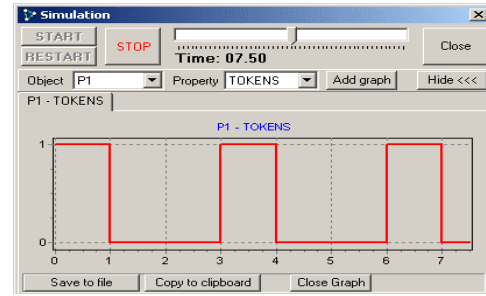 Simulation
START
RESTART
STOP
Time: 07.50
Close
Object P1 Property TOKENS Add graph Hide <<<
P1 - TOKENS
P1 - TOKENS
1
0
0 1 2 3 4 5 6 7
Save to file Copy to clipboard Close Graph